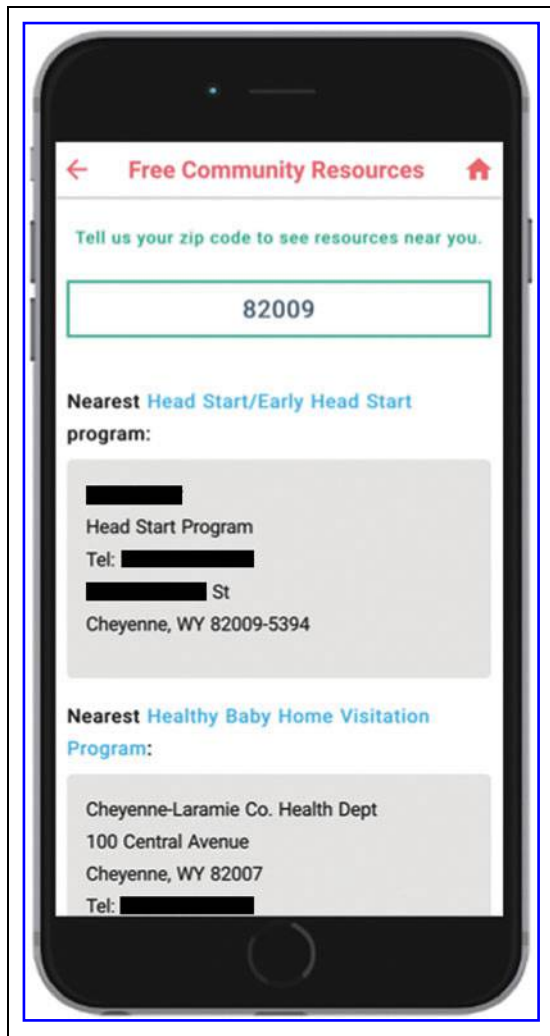 Free Community Resources
Tell us your zip code to see resources near you.
82009
Nearest Head Start/Early Head Start
program:
Head Start Program
Tel:
St
Cheyenne, WY 82009-5394
Nearest Healthy Baby Home Visitation
Program:
Cheyenne-Laramie Co. Health Dept
100 Central Avenue
Cheyenne, WY 82007
Tel: